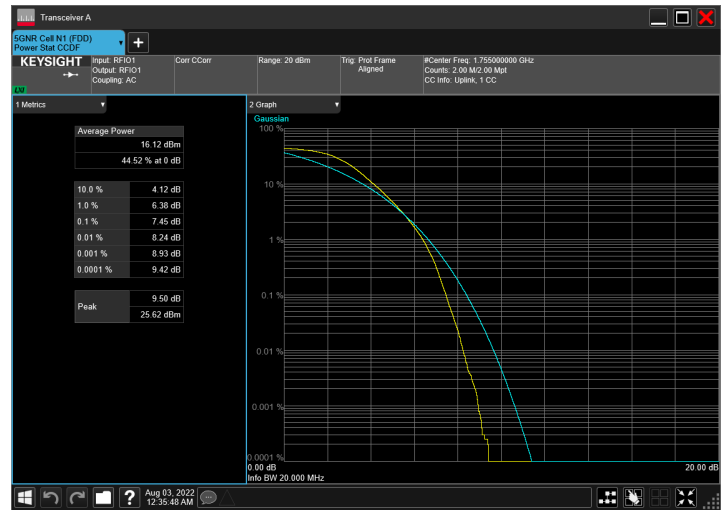 Transceiver A
5GNR Cell N1 (FDD)
Power Stat CCDF
KEYSIGHT
Input: RFIO1
Output: RFIO1
Coupling: AC
Corr CCorr
Range: 20 dBm
Trig: Prot Frame
Aligned
#Center Freq: 1.755000000 GHz
Counts: 2.00 M/2.00 Mpt
CC Info: Uplink, 1 CC
LXI
1 Metrics
Average Power
16.12 dBm
44.52 % at 0 dB
10.0 % 4.12 dB
1.0 % 6.38 dB
0.1 % 7.45 dB
0.01 % 8.24 dB
0.001 % 8.93 dB
0.0001 % 9.42 dB
Peak
9.50 dB
25.62 dBm
2 Graph
Gaussian
100 %
10 %
1 %
0.1 %
0.01 %
0.001 %
0.0001 %
0.00 dB
20.00 dB
Info BW 20.000 MHz
Aug 03, 2022
12:35:48 AM